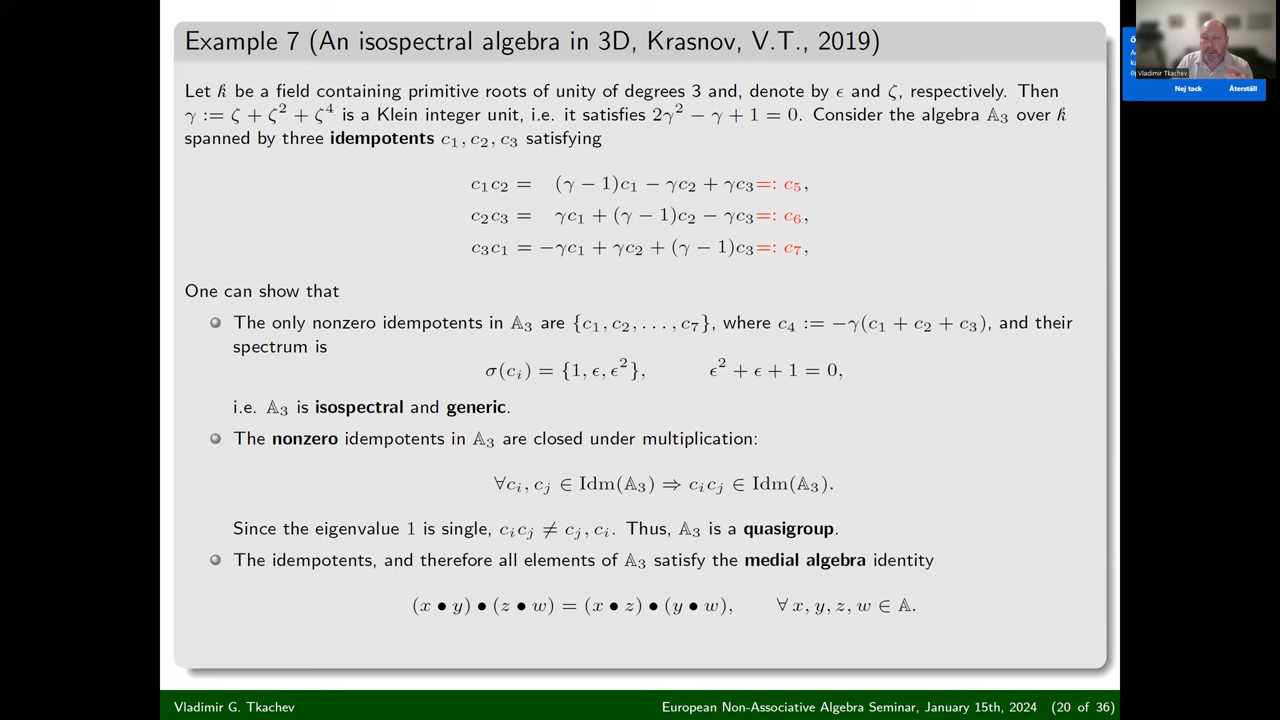 Example 7 (An isospectral algebra in 3D, Krasnov, V.T., 2019)
Let 𝕜 be a field containing primitive roots of unity of degrees 3 and, denote by ϵ and ζ, respectively. Then
γ := ζ + ζ² + ζ⁴ is a Klein integer unit, i.e. it satisfies 2γ² − γ + 1 = 0. Consider the algebra 𝔸₃ over 𝕜
spanned by three idempotents c₁, c₂, c₃ satisfying
c₁c₂ = (γ − 1)c₁ − γc₂ + γc₃=: c₅,
c₂c₃ = γc₁ + (γ − 1)c₂ − γc₃=: c₆,
c₃c₁ = −γc₁ + γc₂ + (γ − 1)c₃=: c₇,
One can show that
The only nonzero idempotents in 𝔸₃ are {c₁, c₂, . . . , c₇}, where c₄ := −γ(c₁ + c₂ + c₃), and their
spectrum is
σ(cᵢ) = {1, ϵ, ϵ²}, ϵ² + ϵ + 1 = 0,
i.e. 𝔸₃ is isospectral and generic.
The nonzero idempotents in 𝔸₃ are closed under multiplication:
∀cᵢ, cⱼ ∈ Idm(𝔸₃) ⇒ cᵢcⱼ ∈ Idm(𝔸₃).
Since the eigenvalue 1 is single, cᵢcⱼ ≠ cⱼ, cᵢ. Thus, 𝔸₃ is a quasigroup.
The idempotents, and therefore all elements of 𝔸₃ satisfy the medial algebra identity
(x • y) • (z • w) = (x • z) • (y • w), ∀ x, y, z, w ∈ 𝔸.
Vladimir G. Tkachev European Non-Associative Algebra Seminar, January 15th, 2024 (20 of 36)
Vladimir Tkachev
Nej tack Återställ